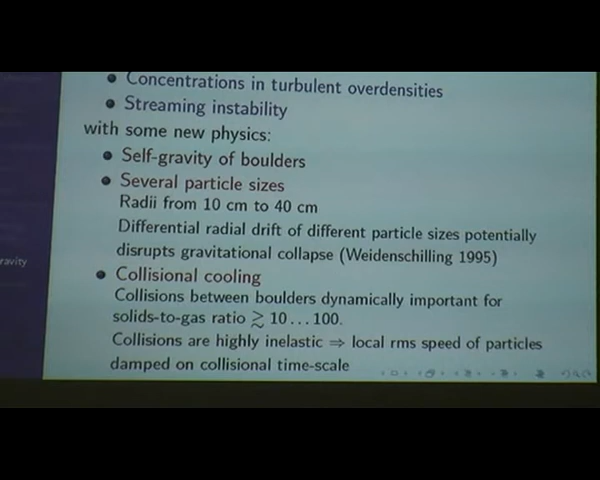 Concentrations in turbulent overdensities
Streaming instability
with some new physics:
Self-gravity of boulders
Several particle sizes
Radii from 10 cm to 40 cm
Differential radial drift of different particle sizes potentially
disrupts gravitational collapse (Weidenschilling 1995)
ravity
Collisional cooling
Collisions between boulders dynamically important for
solids-to-gas ratio ≳ 10...100.
Collisions are highly inelastic ⇒ local rms speed of particles
damped on collisional time-scale